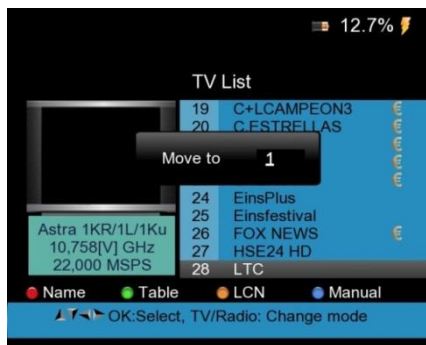 12.7%
TV List
19 C+LCAMPEON3 €
20 C.ESTRELLAS €
€
€
€
Move to 1
24 EinsPlus
25 Einsfestival
26 FOX NEWS €
27 HSE24 HD
28 LTC
Astra 1KR/1L/1Ku
10,758[V] GHz
22,000 MSPS
Name Table LCN Manual
OK:Select, TV/Radio: Change mode